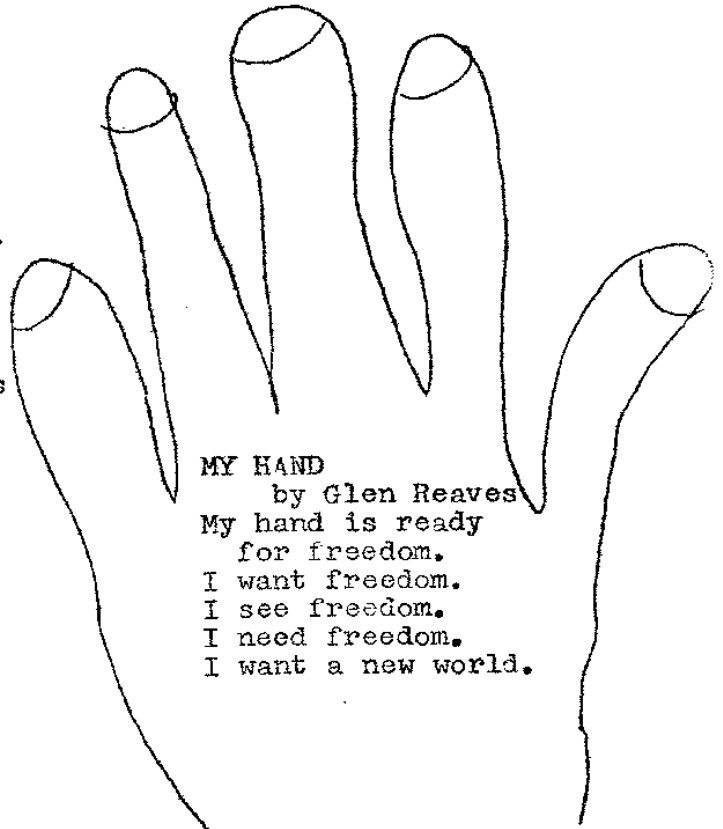 s
MY HAND
by Glen Reaves
My hand is ready
for freedom.
I want freedom.
I see freedom.
I need freedom.
I want a new world.